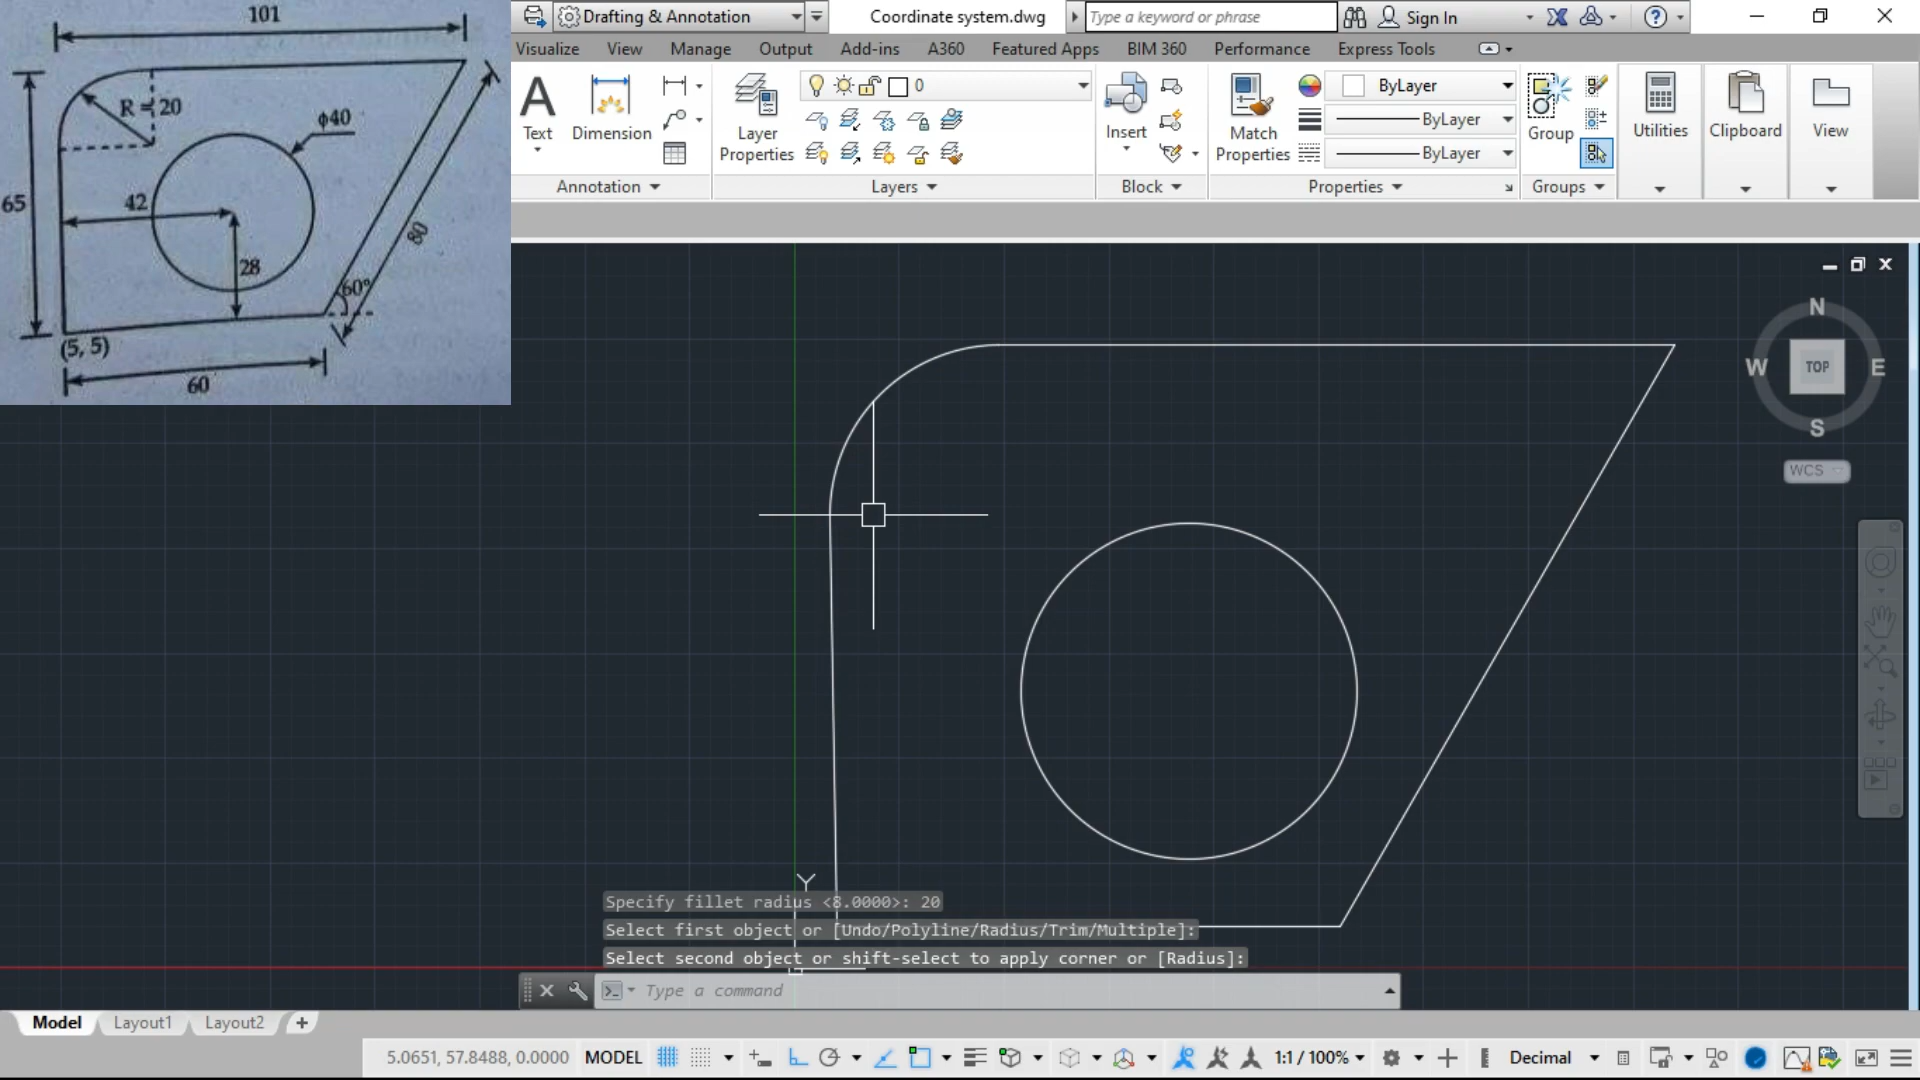 101
R = 20
ϕ40
65
42
80
28
60°
(5, 5)
60
Drafting & Annotation
Coordinate system.dwg
Type a keyword or phrase
Sign In
Visualize View Manage Output Add-ins A360 Featured Apps BIM 360 Performance Express Tools
Text
Dimension
Annotation
Layer
Properties
0
Layers
Insert
Block
Match
Properties
ByLayer
ByLayer
ByLayer
Properties
Group
Groups
Utilities
Clipboard
View
N
W TOP E
S
WCS
Y
Specify fillet radius <8.0000>: 20
Select first object or [Undo/Polyline/Radius/Trim/Multiple]:
Select second object or shift-select to apply corner or [Radius]:
Type a command
Model Layout1 Layout2 +
5.0651, 57.8488, 0.0000 MODEL 1:1 / 100% Decimal